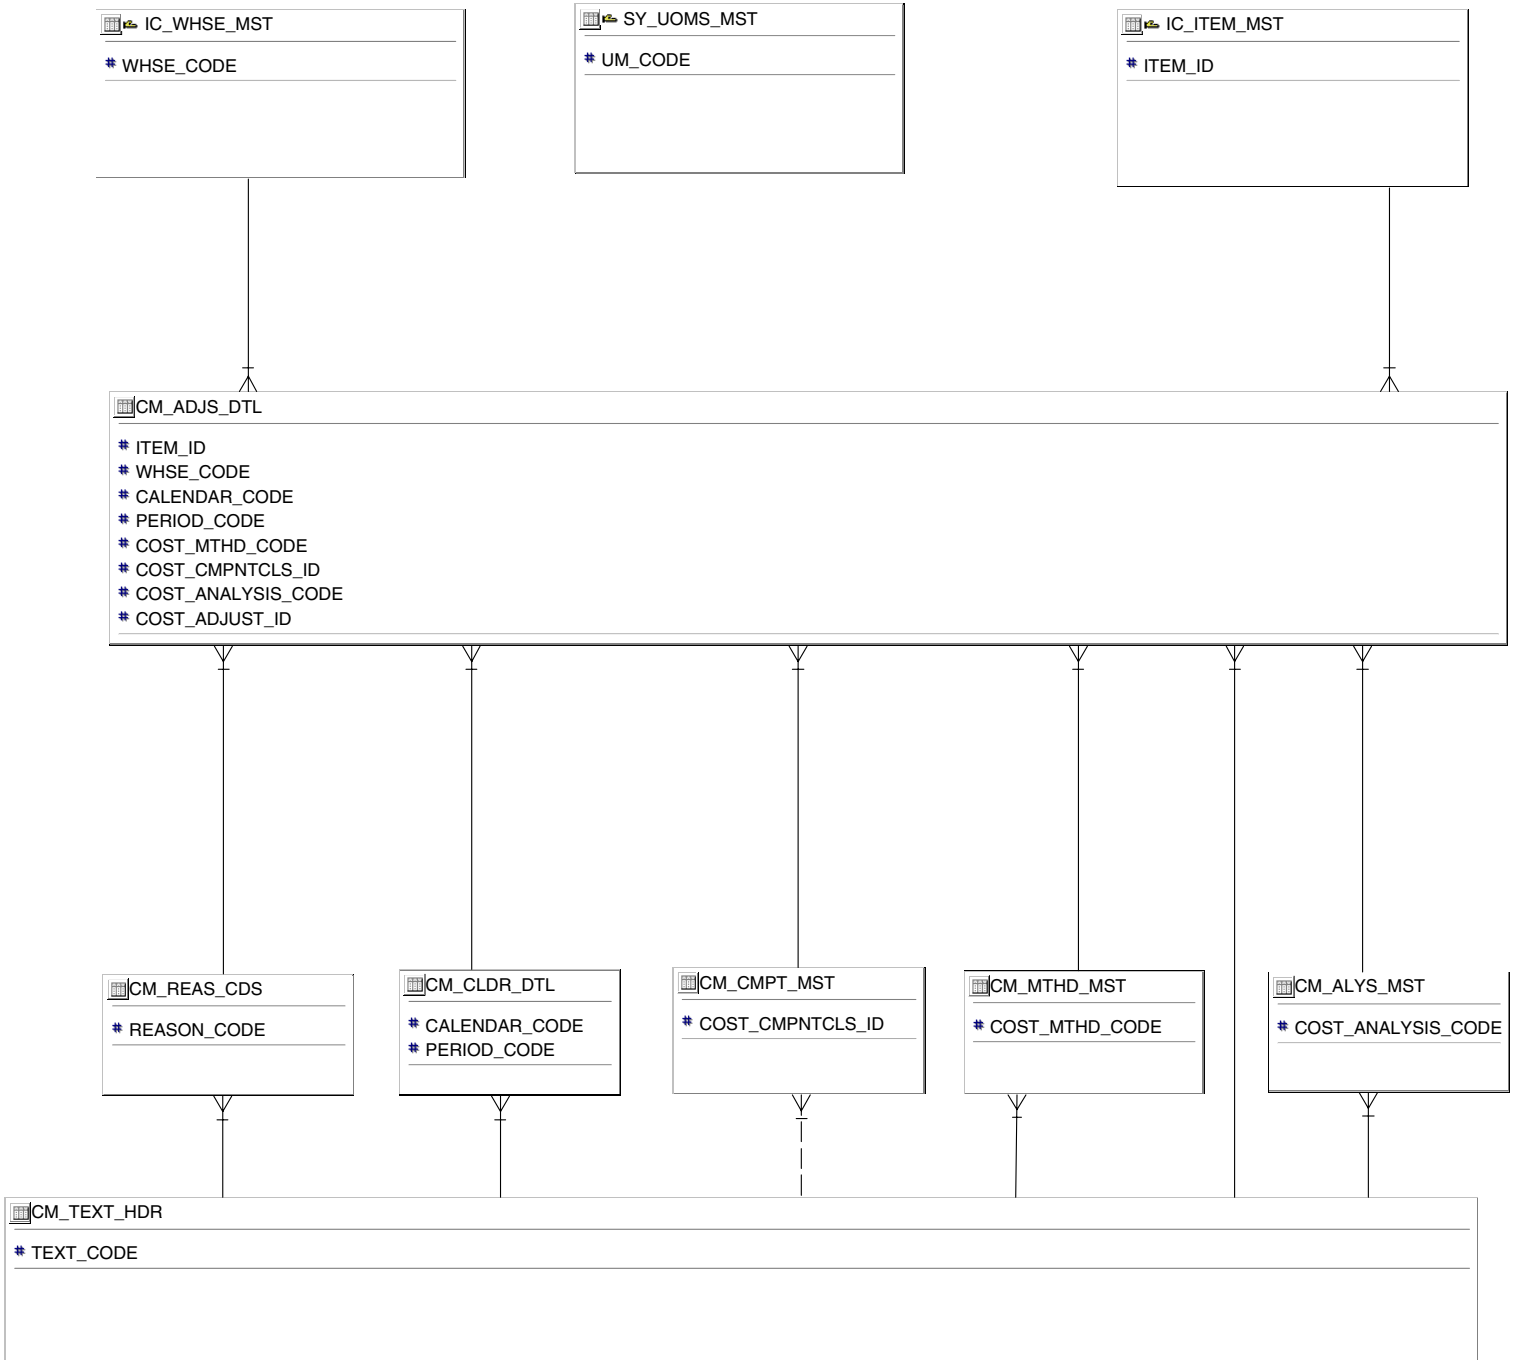 IC_WHSE_MST
# WHSE_CODE
SY_UOMS_MST
# UM_CODE
IC_ITEM_MST
# ITEM_ID
CM_ADJS_DTL
# ITEM_ID
# WHSE_CODE
# CALENDAR_CODE
# PERIOD_CODE
# COST_MTHD_CODE
# COST_CMPNTCLS_ID
# COST_ANALYSIS_CODE
# COST_ADJUST_ID
CM_REAS_CDS
# REASON_CODE
CM_CLDR_DTL
# CALENDAR_CODE
# PERIOD_CODE
CM_CMPT_MST
# COST_CMPNTCLS_ID
CM_MTHD_MST
# COST_MTHD_CODE
CM_ALYS_MST
# COST_ANALYSIS_CODE
CM_TEXT_HDR
# TEXT_CODE